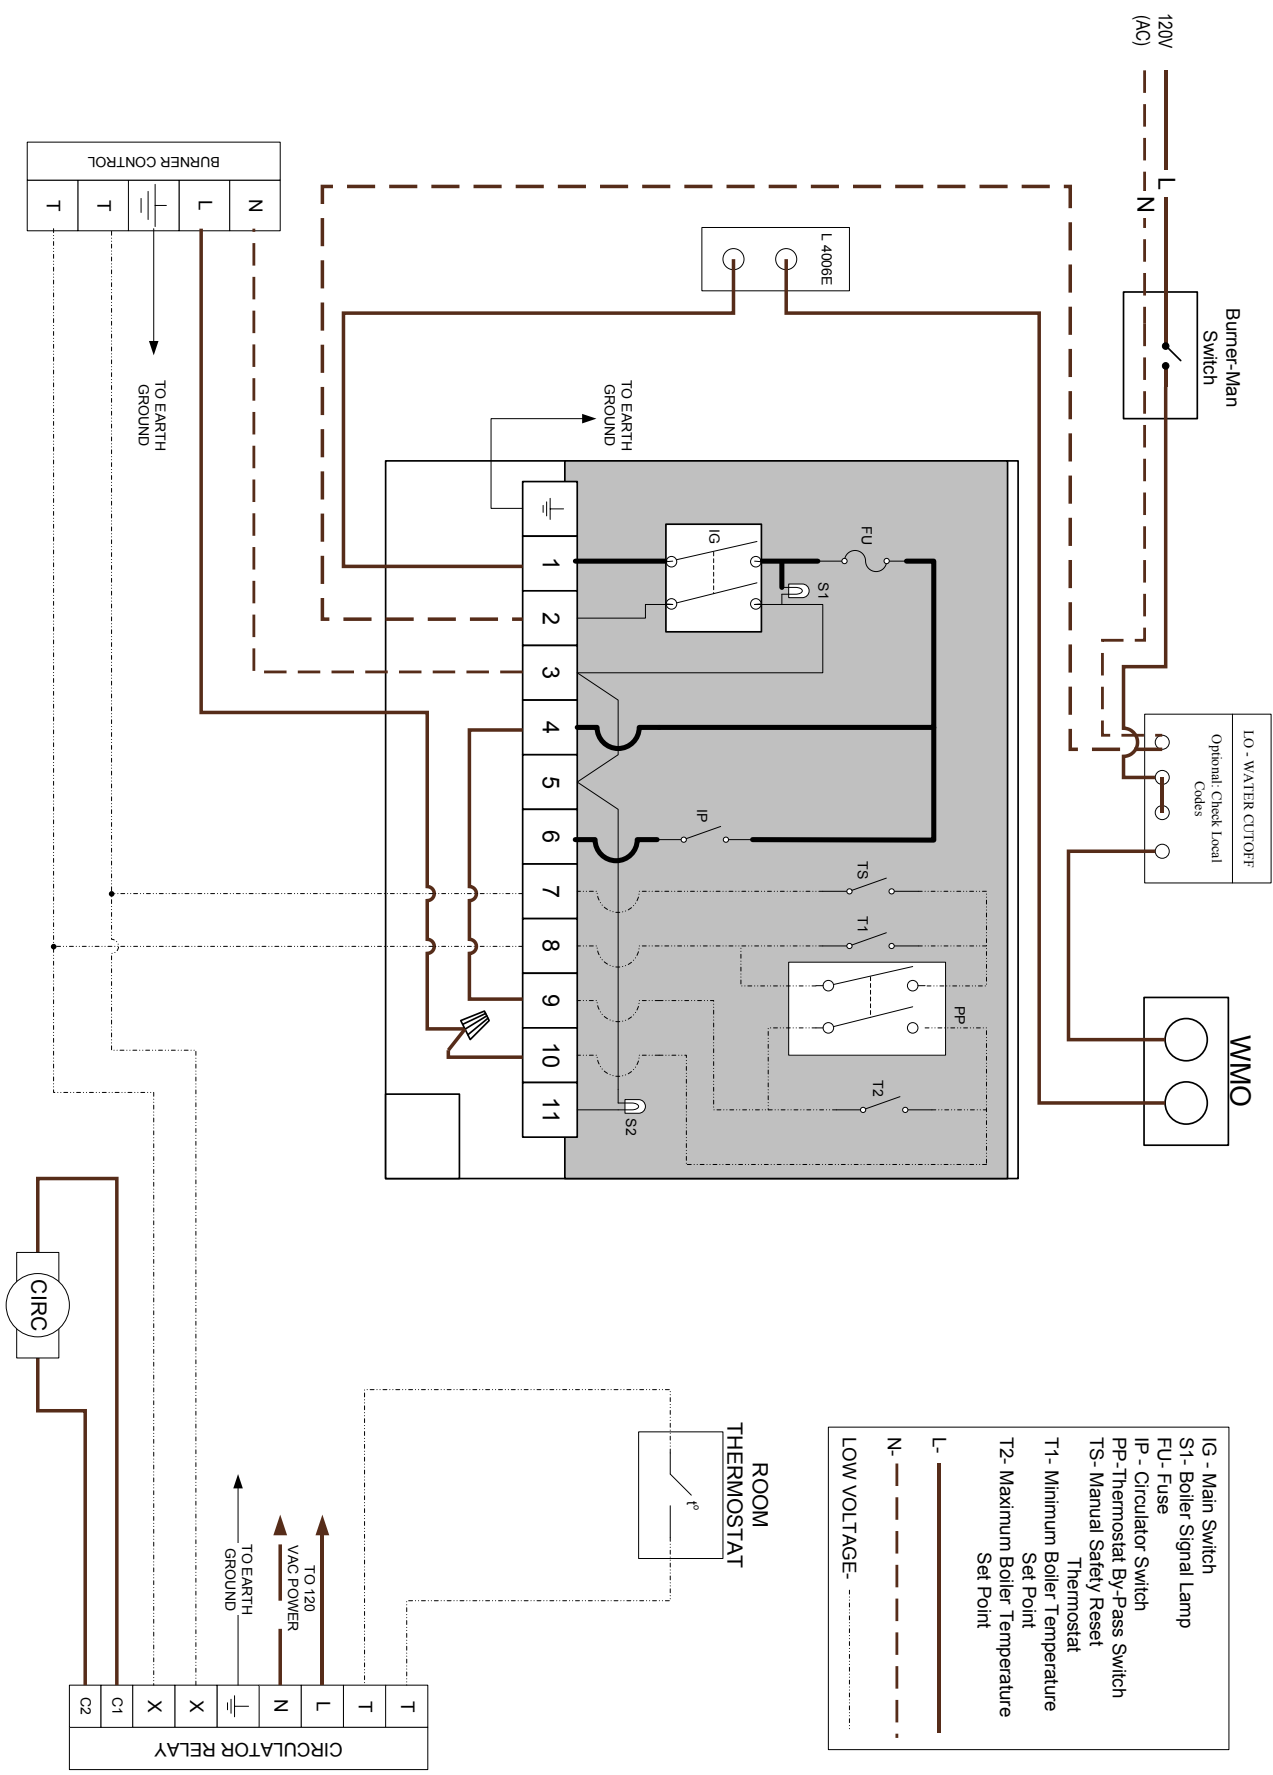 120V
(AC)
L
N
Burner-Man
Switch
LO - WATER CUTOFF
Optional: Check Local
Codes
WMO
L 4006E
BURNER CONTROL
N
L
T
T
TO EARTH
GROUND
TO EARTH
GROUND
FU
IG
S1
IP
TS
T1
PP
T2
S2
1
2
3
4
5
6
7
8
9
10
11
IG - Main Switch
S1- Boiler Signal Lamp
FU- Fuse
IP - Circulator Switch
PP-Thermostat By-Pass Switch
TS- Manual Safety Reset
Thermostat
T1- Minimum Boiler Temperature
Set Point
T2- Maximum Boiler Temperature
Set Point
L-
N-
LOW VOLTAGE-
ROOM
THERMOSTAT
t°
CIRC
TO 120
VAC POWER
TO EARTH
GROUND
T
T
L
N
X
X
C1
C2
CIRCULATOR RELAY